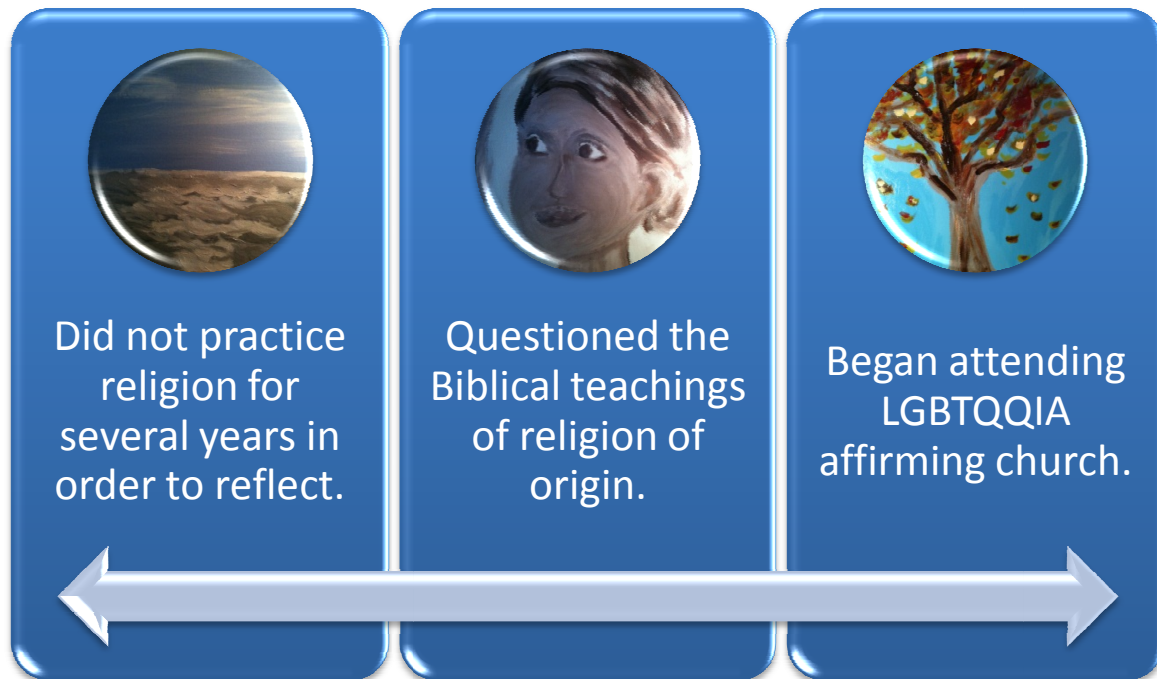 Did not practice
religion for
several years in
order to reflect.
Questioned the
Biblical teachings
of religion of
origin.
Began attending
LGBTQQIA
affirming church.